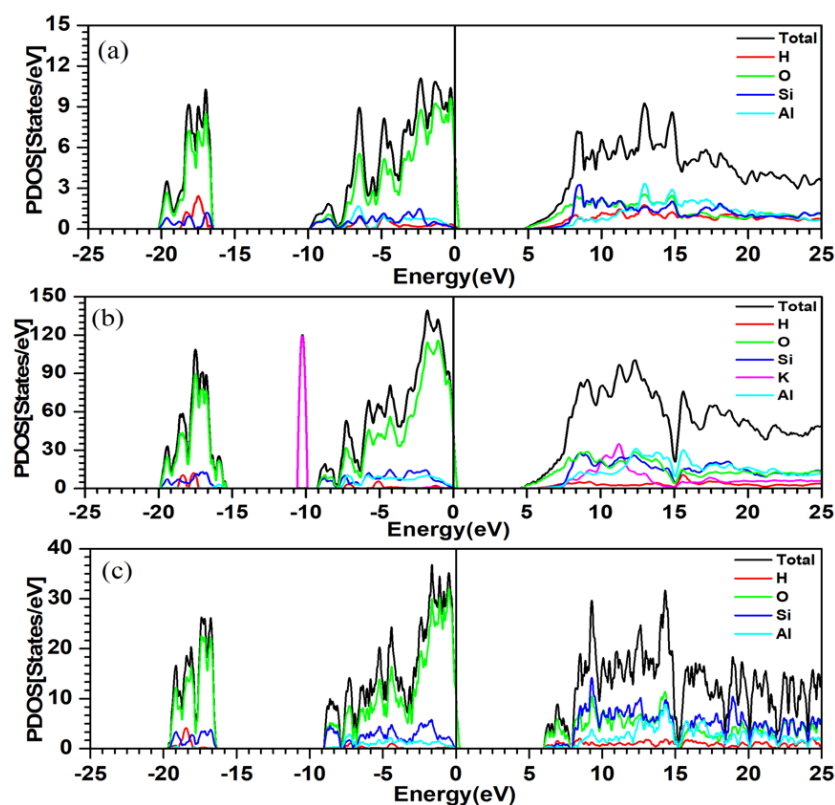 (a)
PDOS[States/eV]
15
12
9
6
3
0
Total
H
O
Si
Al
-25 -20 -15 -10 -5 0 5 10 15 20 25
Energy(eV)
(b)
PDOS[States/eV]
150
120
90
60
30
0
Total
H
O
Si
K
Al
-25 -20 -15 -10 -5 0 5 10 15 20 25
Energy(eV)
(c)
PDOS[States/eV]
40
30
20
10
0
Total
H
O
Si
Al
-25 -20 -15 -10 -5 0 5 10 15 20 25
Energy(eV)